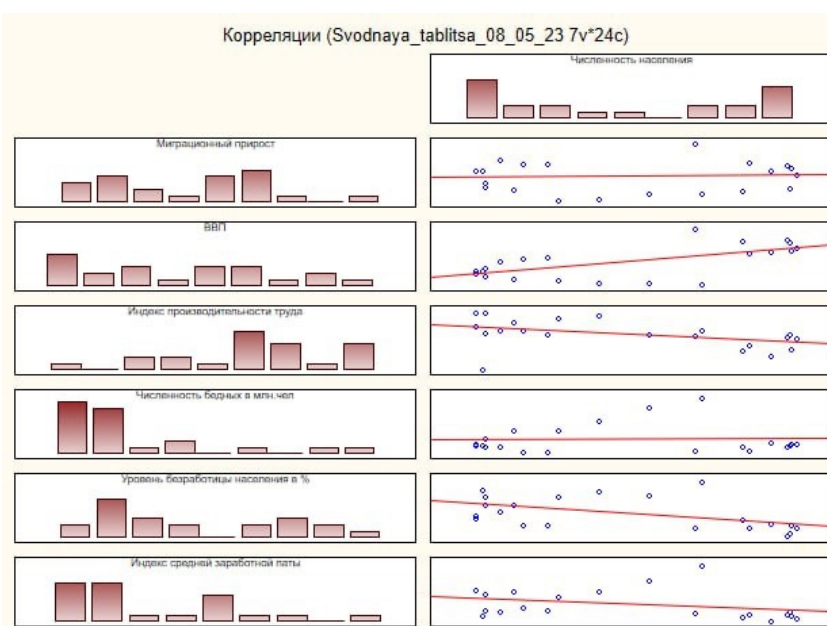 Корреляции (Svodnaya_tablitsa_08_05_23 7v*24c)
Численность населения
Миграционный прирост
ВВП
Индекс производительности труда
Численность бедных в млн.чел
Уровень безработицы населения в %
Индекс средней заработной паты